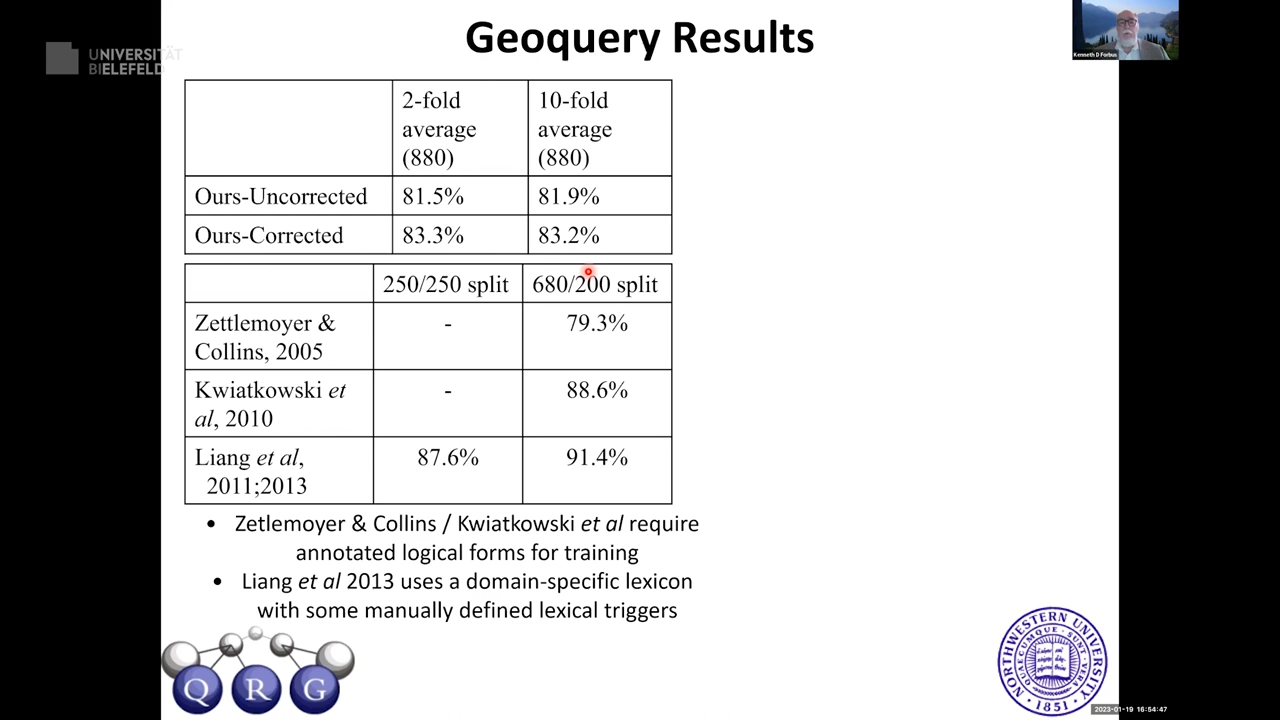 Geoquery Results
UNIVERSITÄT
BIELEFELD
Kenneth D Forbus
2-fold average (880)
10-fold average (880)
Ours-Uncorrected 81.5% 81.9%
Ours-Corrected 83.3% 83.2%
250/250 split 680/200 split
Zettlemoyer &
Collins, 2005 - 79.3%
Kwiatkowski et
al, 2010 - 88.6%
Liang et al,
2011;2013 87.6% 91.4%
• Zetlemoyer & Collins / Kwiatkowski et al require
annotated logical forms for training
• Liang et al 2013 uses a domain-specific lexicon
with some manually defined lexical triggers
Q R G
NORTHWESTERN UNIVERSITY
QUAECUMQUE SUNT VERA
1851
2023-01-19 16:54:47